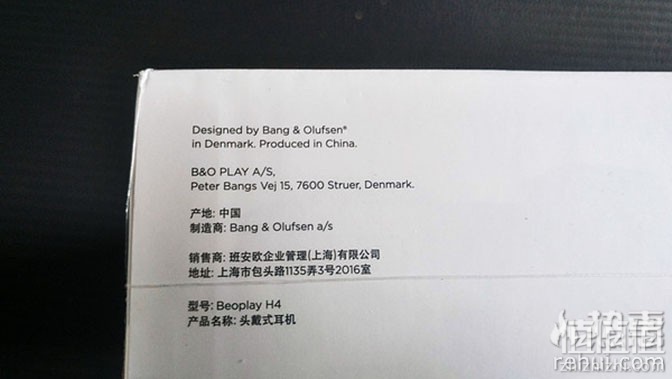 Designed by Bang & Olufsen®
in Denmark. Produced in China.
B&O PLAY A/S,
Peter Bangs Vej 15, 7600 Struer, Denmark.
产地: 中国
制造商: Bang & Olufsen a/s
销售商: 班安欧企业管理(上海)有限公司
地址: 上海市包头路1135弄3号2016室
型号: Beoplay H4
产品名称: 头戴式耳机